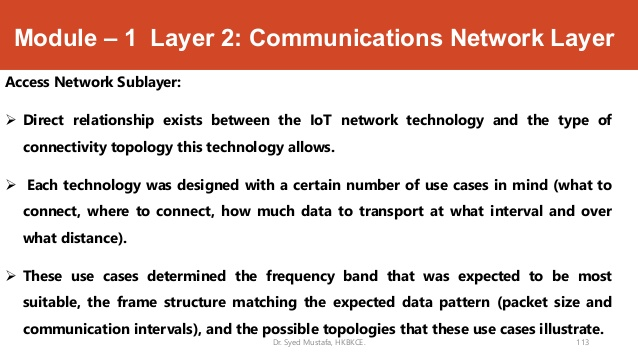 Module – 1  Layer 2: Communications Network Layer
Access Network Sublayer:
➢ Direct relationship exists between the IoT network technology and the type of
connectivity topology this technology allows.
➢ Each technology was designed with a certain number of use cases in mind (what to
connect, where to connect, how much data to transport at what interval and over
what distance).
➢ These use cases determined the frequency band that was expected to be most
suitable, the frame structure matching the expected data pattern (packet size and
communication intervals), and the possible topologies that these use cases illustrate.
Dr. Syed Mustafa, HKBKCE. 113